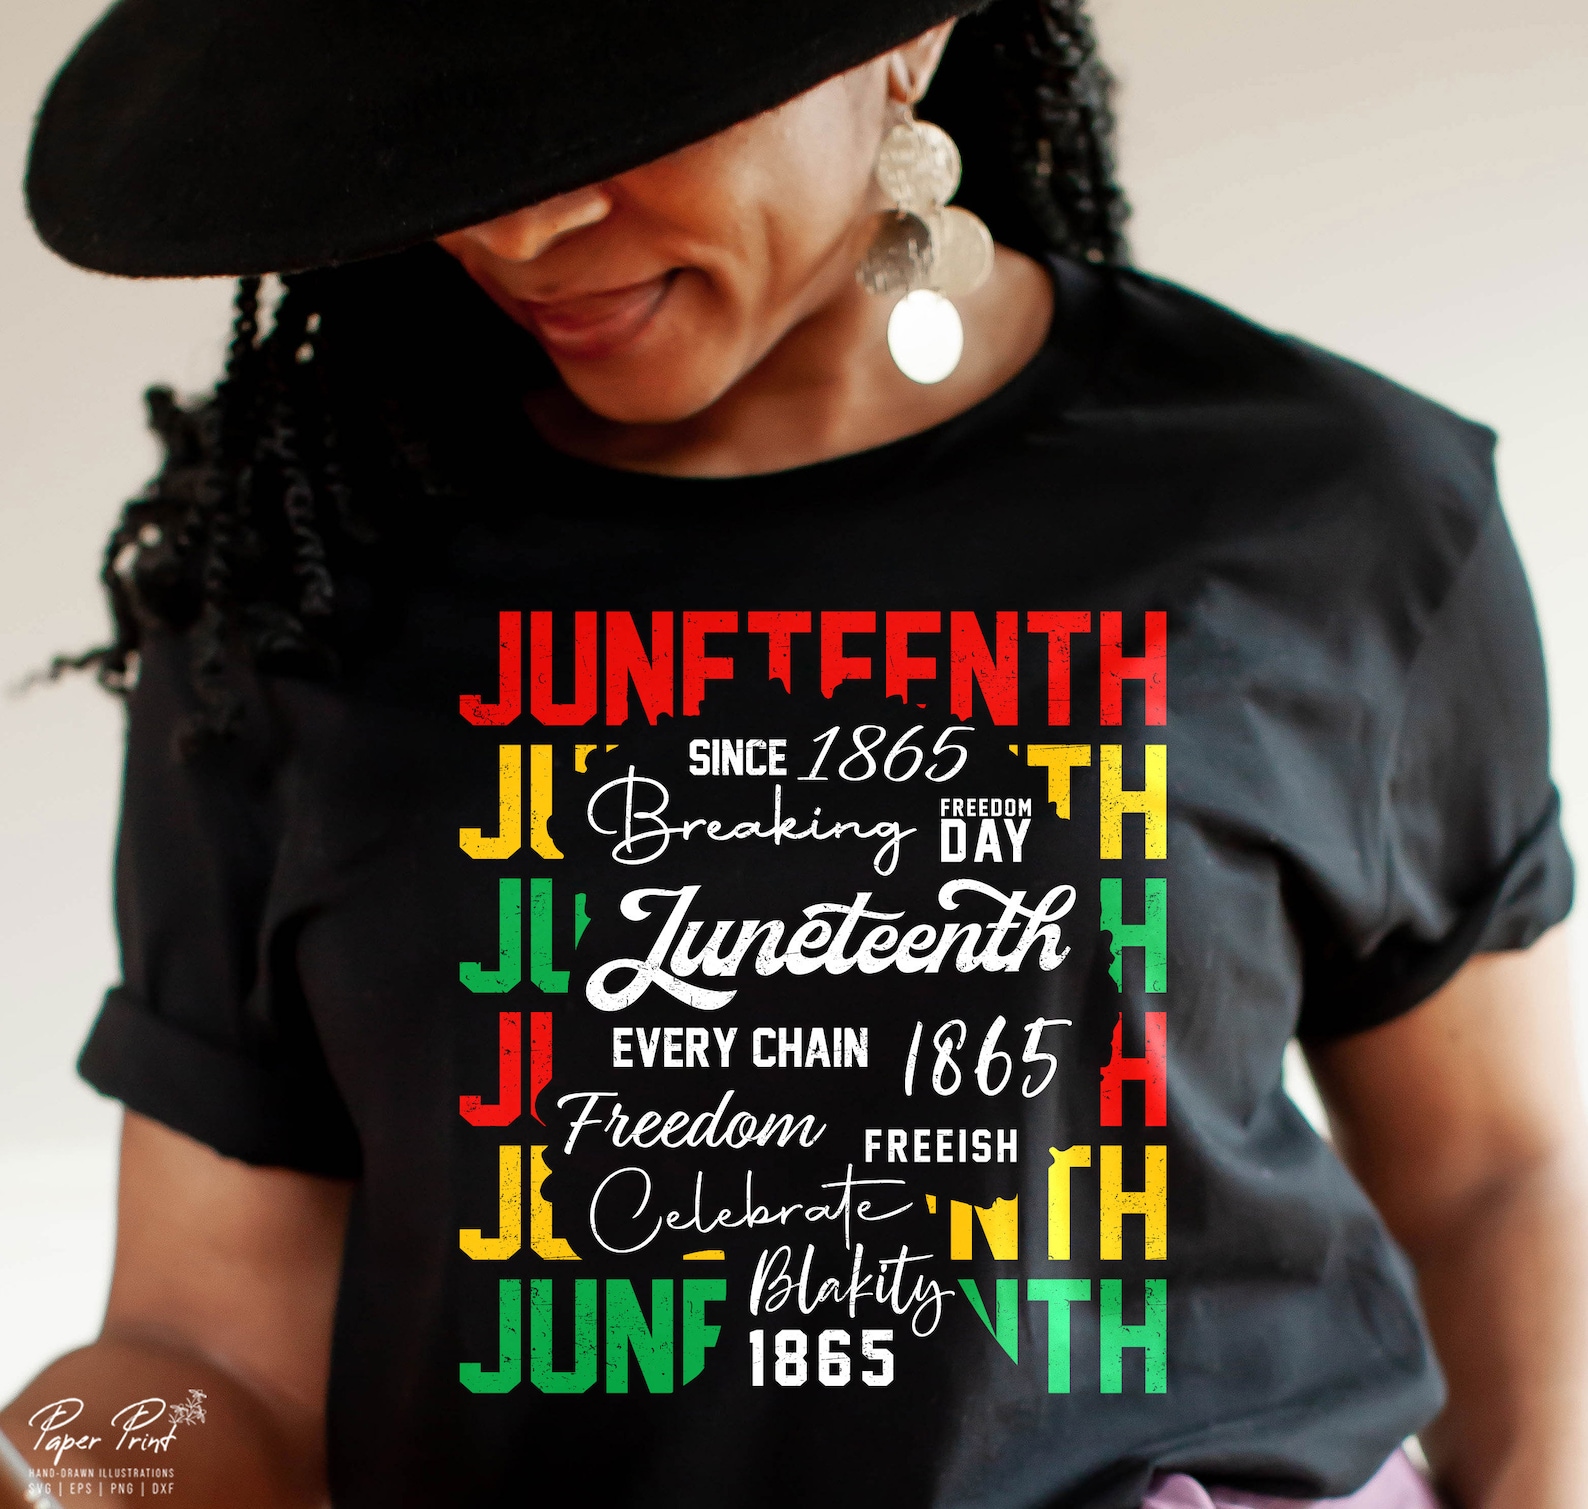 JUNETEENTH
SINCE 1865
Breaking FREEDOM DAY
Juneteenth
EVERY CHAIN 1865
Freedom FREEISH
Celebrate
Blakity
1865
Paper Print
HAND-DRAWN ILLUSTRATIONS
SVG | EPS | PNG | DXF